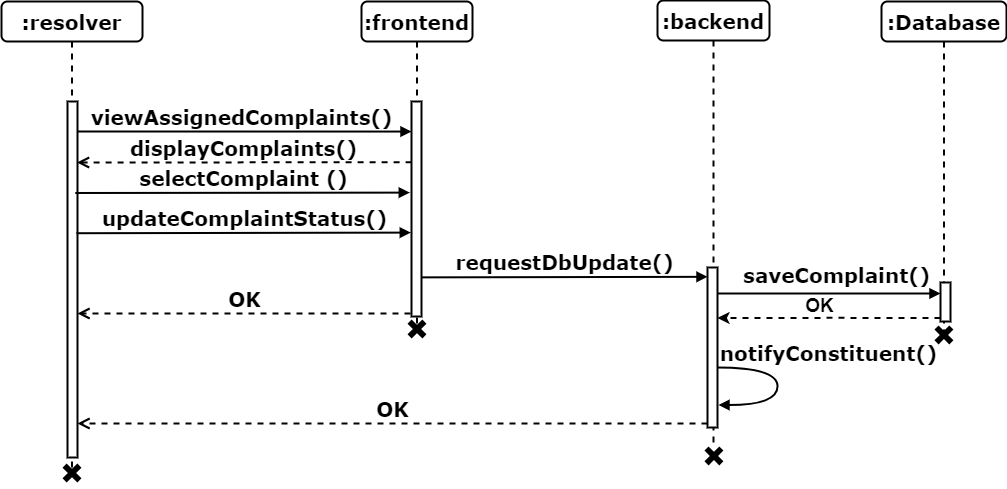 :resolver
:frontend
:backend
:Database
viewAssignedComplaints()
displayComplaints()
selectComplaint ()
updateComplaintStatus()
requestDbUpdate()
saveComplaint()
OK
OK
notifyConstituent()
OK